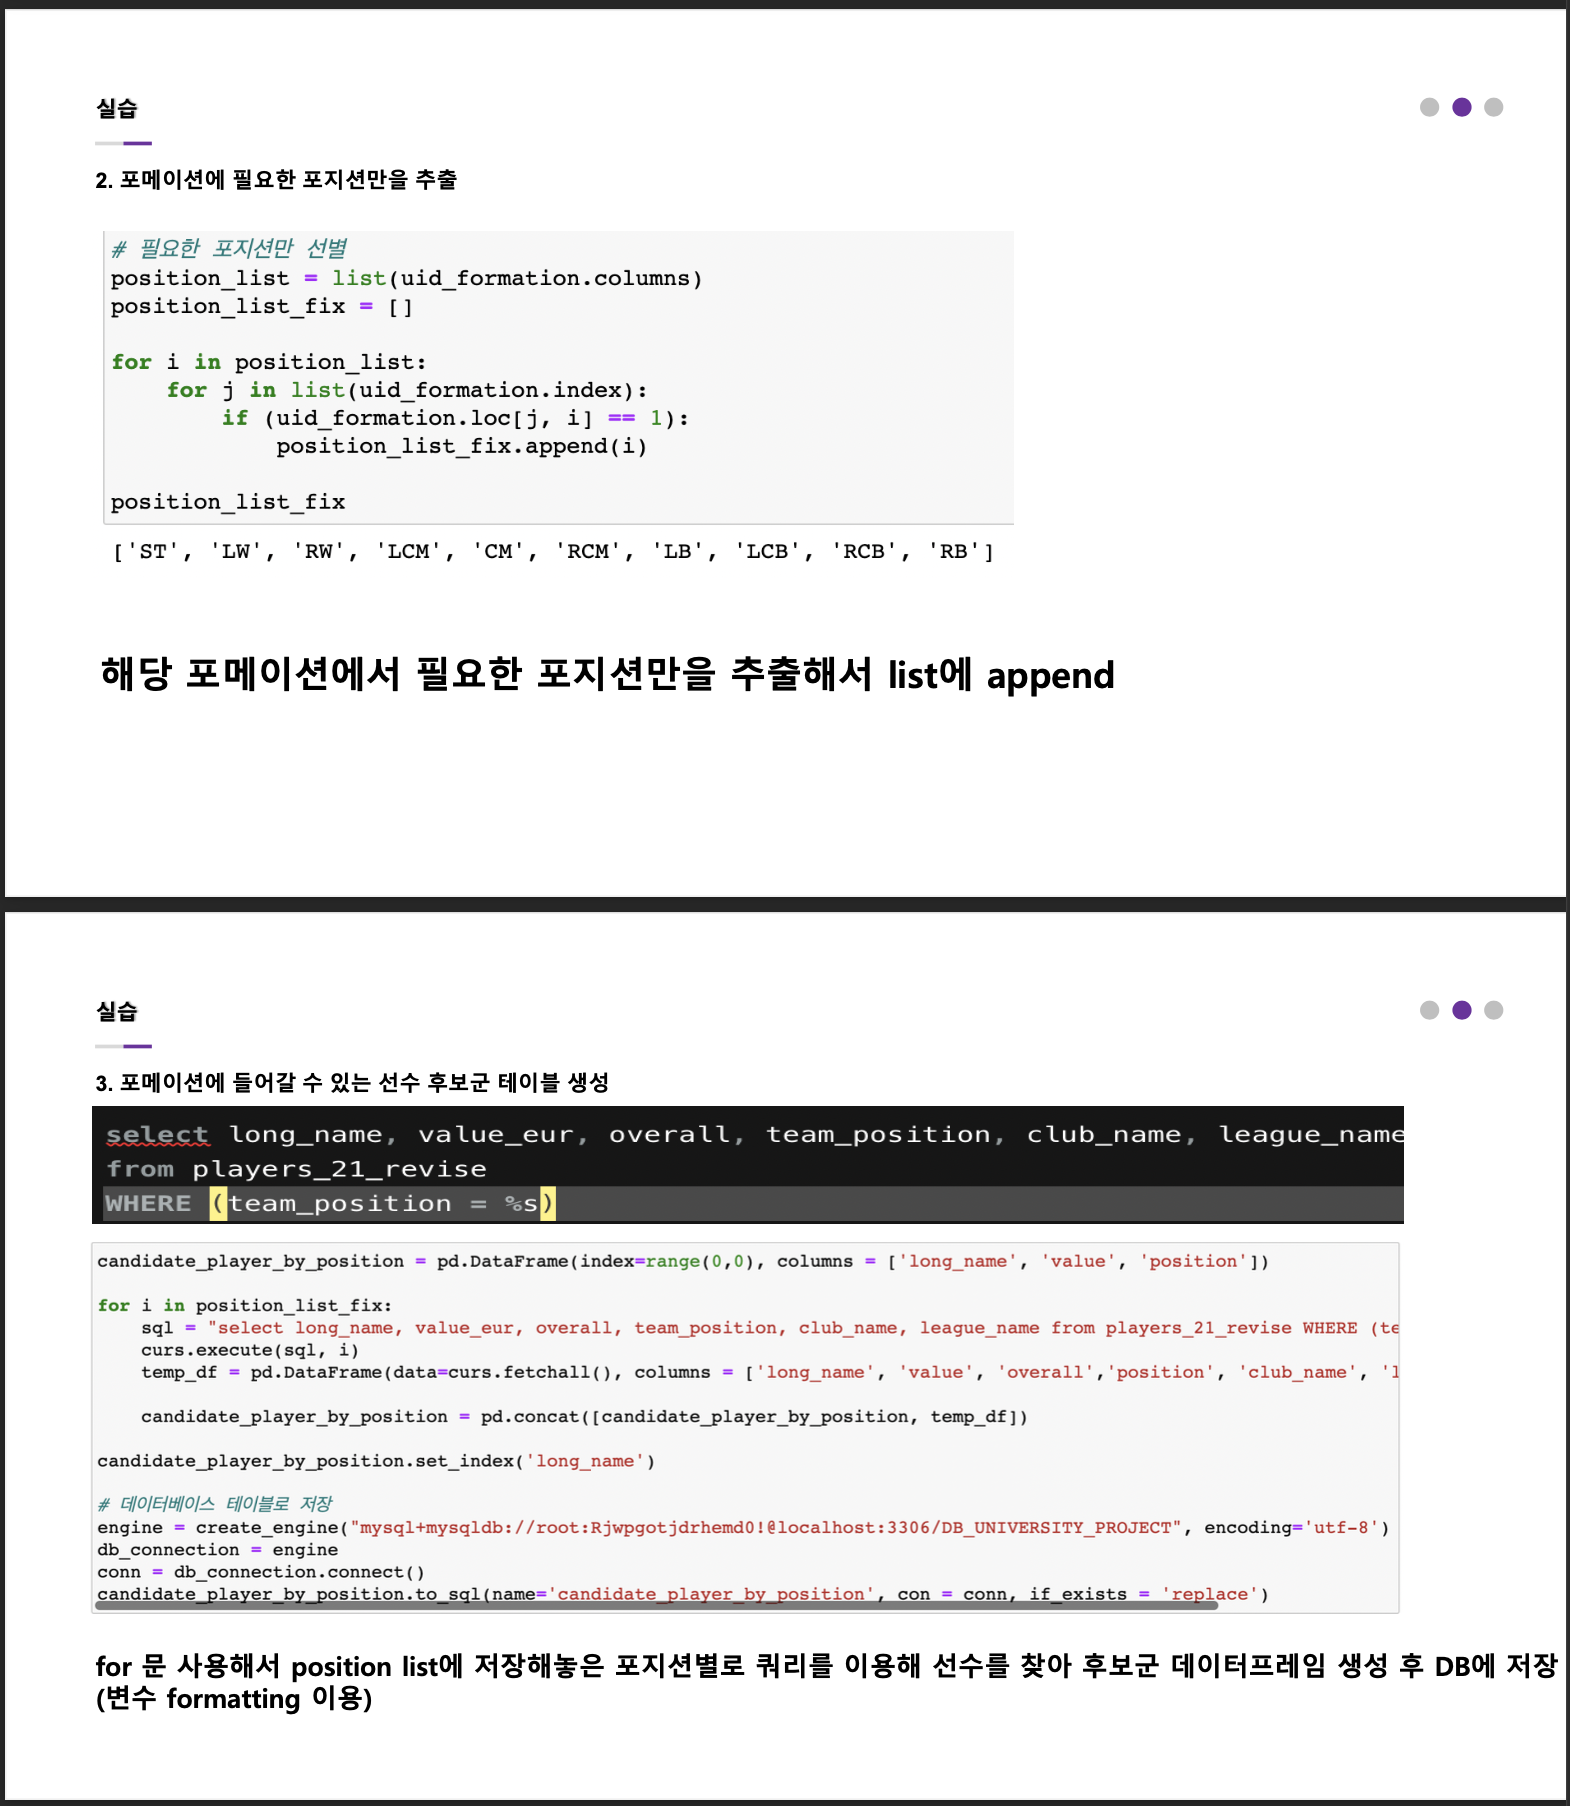 실습
2. 포메이션에 필요한 포지션만을 추출
# 필요한 포지션만 선별
position_list = list(uid_formation.columns)
position_list_fix = []
for i in position_list:
    for j in list(uid_formation.index):
        if (uid_formation.loc[j, i] == 1):
            position_list_fix.append(i)
position_list_fix
['ST', 'LW', 'RW', 'LCM', 'CM', 'RCM', 'LB', 'LCB', 'RCB', 'RB']
해당 포메이션에서 필요한 포지션만을 추출해서 list에 append
실습
3. 포메이션에 들어갈 수 있는 선수 후보군 테이블 생성
select long_name, value_eur, overall, team_position, club_name, league_name
from players_21_revise
WHERE (team_position = %s)
candidate_player_by_position = pd.DataFrame(index=range(0,0), columns = ['long_name', 'value', 'position'])
for i in position_list_fix:
    sql = "select long_name, value_eur, overall, team_position, club_name, league_name from players_21_revise WHERE (te
    curs.execute(sql, i)
    temp_df = pd.DataFrame(data=curs.fetchall(), columns = ['long_name', 'value', 'overall','position', 'club_name', 'l
    candidate_player_by_position = pd.concat([candidate_player_by_position, temp_df])
candidate_player_by_position.set_index('long_name')
# 데이터베이스 테이블로 저장
engine = create_engine("mysql+mysqldb://root:Rjwpgotjdrhemd0!@localhost:3306/DB_UNIVERSITY_PROJECT", encoding='utf-8')
db_connection = engine
conn = db_connection.connect()
candidate_player_by_position.to_sql(name='candidate_player_by_position', con = conn, if_exists = 'replace')
for 문 사용해서 position list에 저장해놓은 포지션별로 쿼리를 이용해 선수를 찾아 후보군 데이터프레임 생성 후 DB에 저장
(변수 formatting 이용)